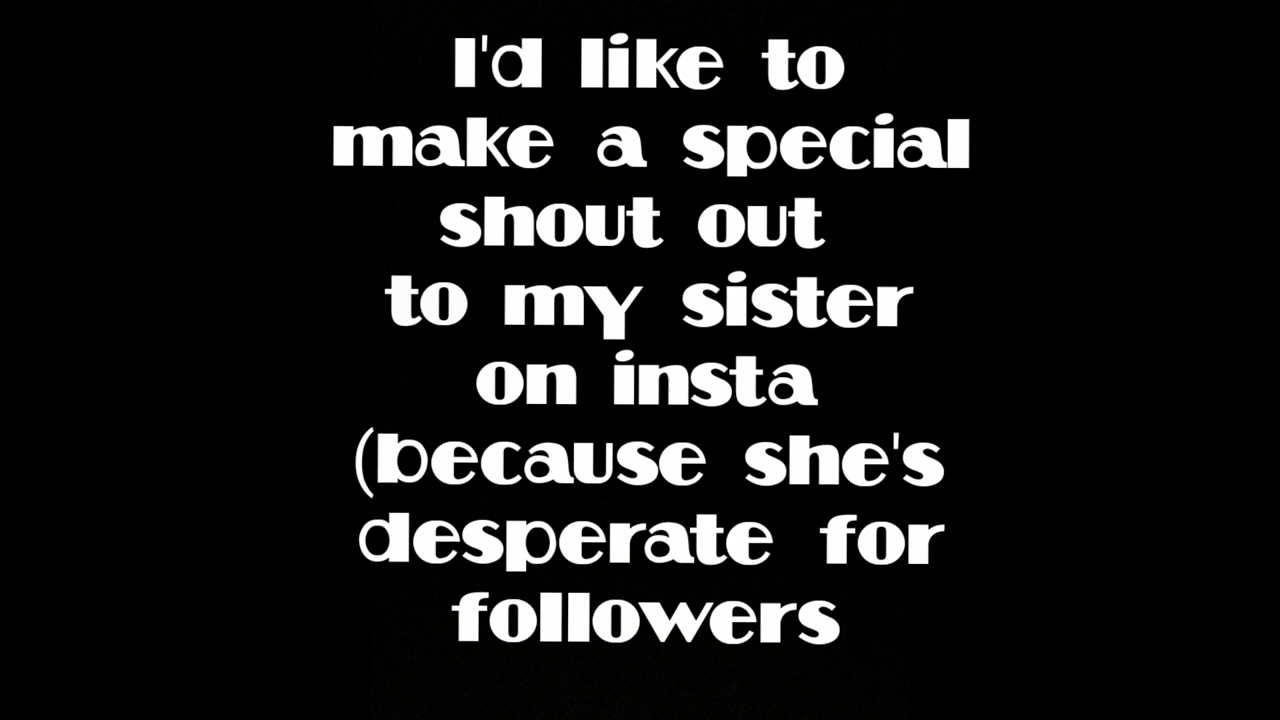 I'd like to
make a special
shout out
to my sister
on insta
(because she's
desperate for
followers